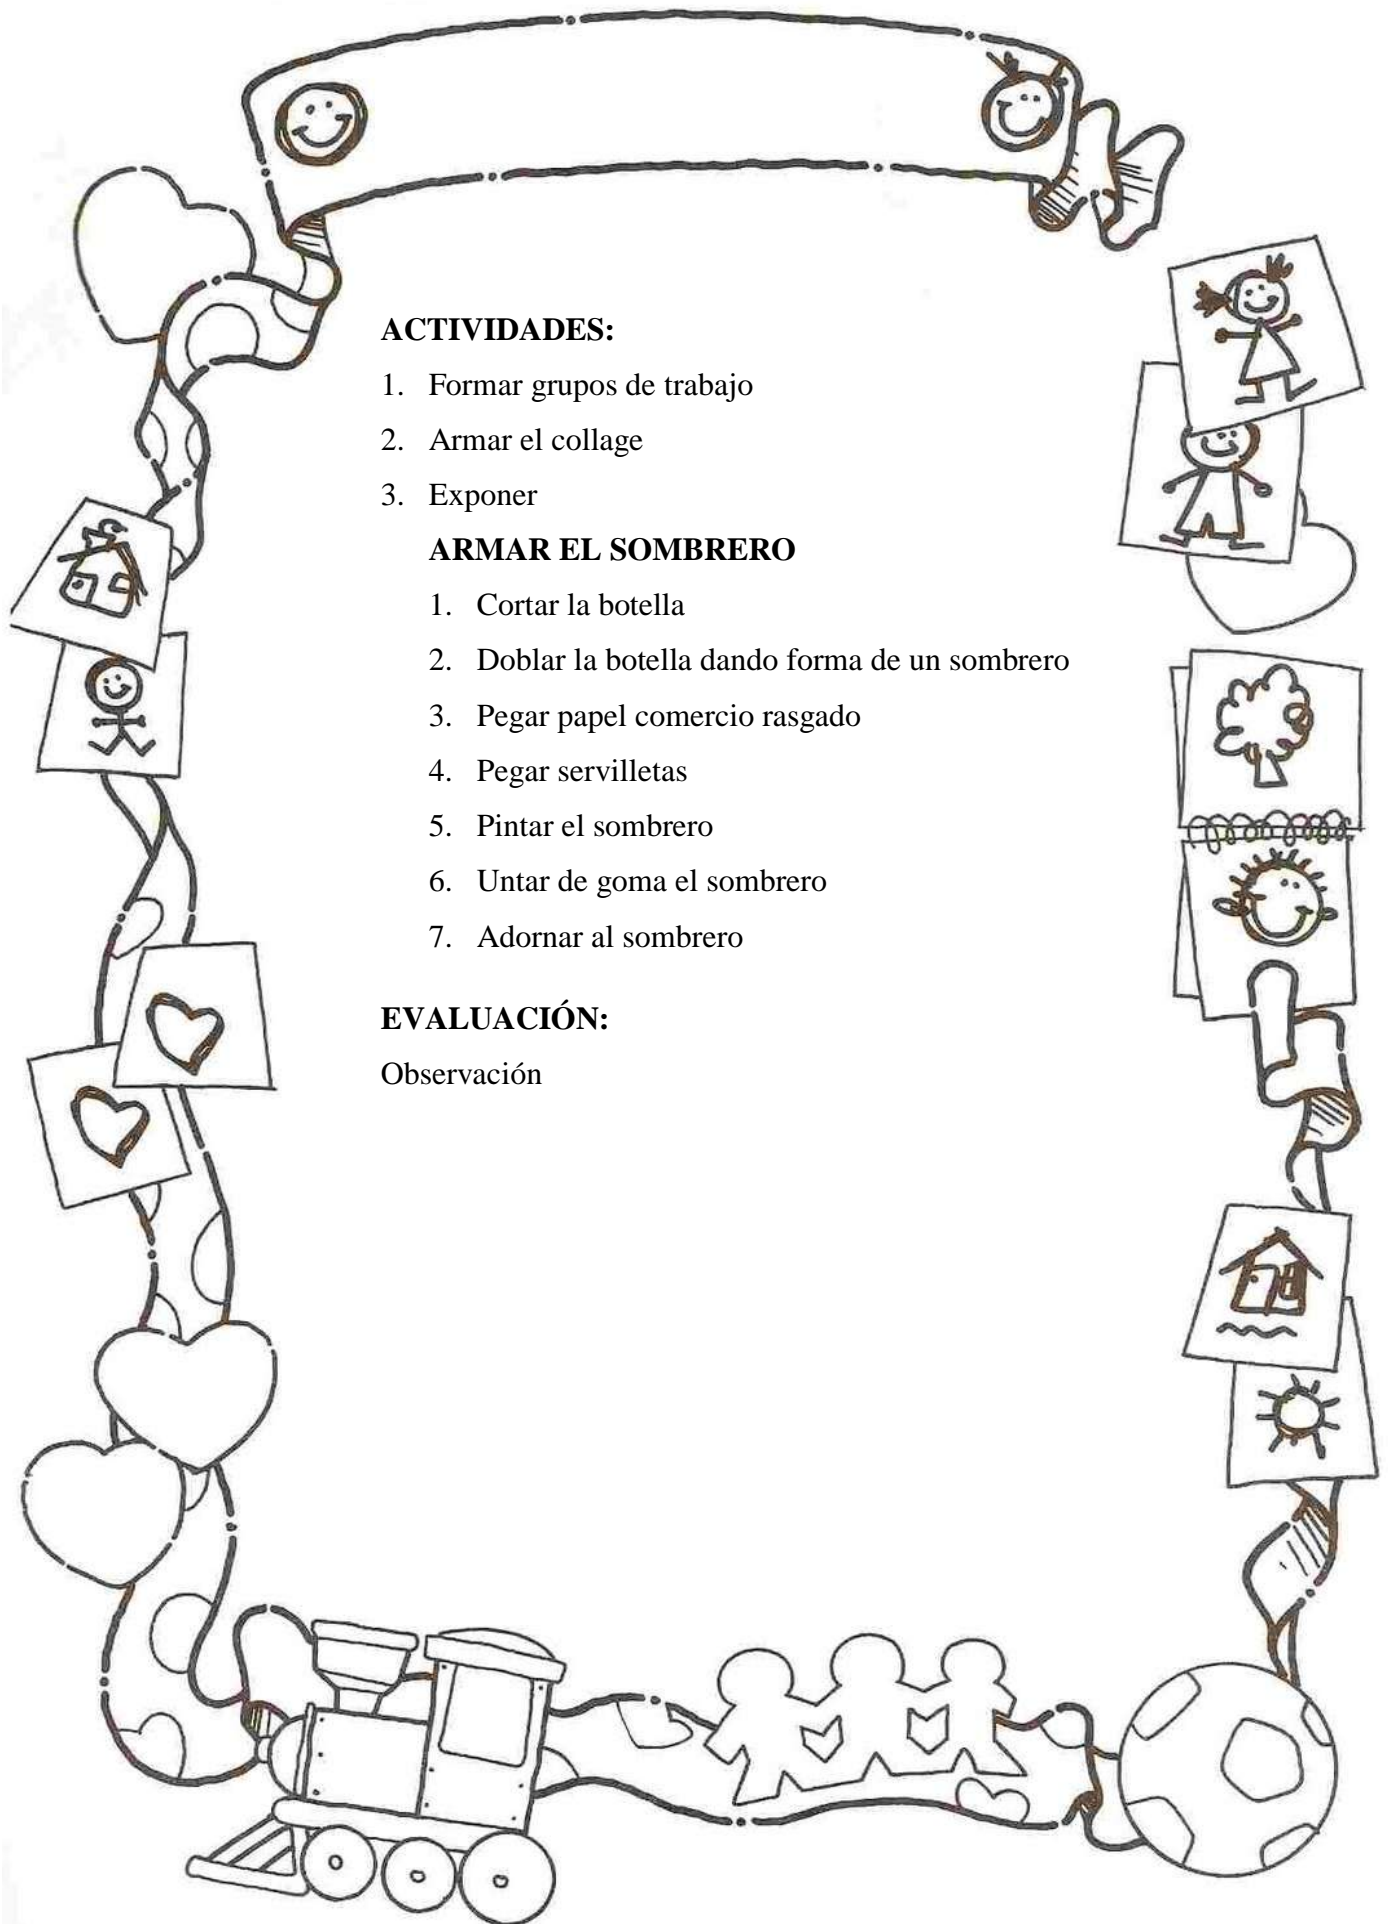 ACTIVIDADES:
1. Formar grupos de trabajo
2. Armar el collage
3. Exponer
ARMAR EL SOMBRERO
1. Cortar la botella
2. Doblar la botella dando forma de un sombrero
3. Pegar papel comercio rasgado
4. Pegar servilletas
5. Pintar el sombrero
6. Untar de goma el sombrero
7. Adornar al sombrero
EVALUACIÓN:
Observación